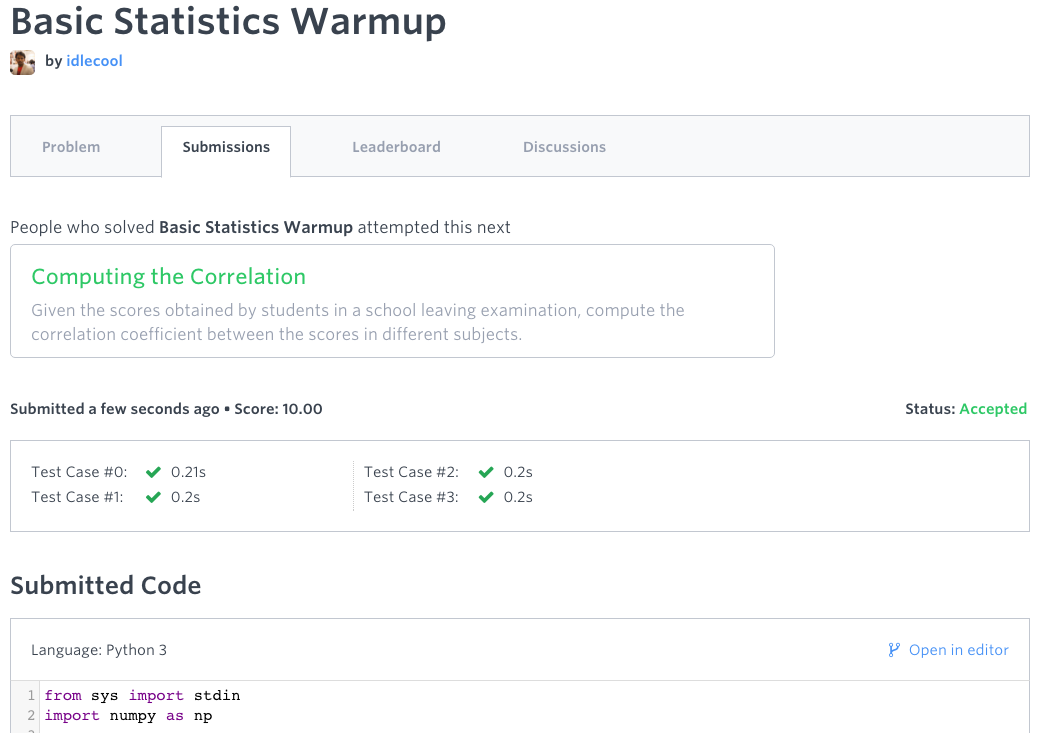 Basic Statistics Warmup
by idlecool
Problem Submissions Leaderboard Discussions
People who solved Basic Statistics Warmup attempted this next
Computing the Correlation
Given the scores obtained by students in a school leaving examination, compute the
correlation coefficient between the scores in different subjects.
Submitted a few seconds ago • Score: 10.00 Status: Accepted
Test Case #0: 0.21s Test Case #2: 0.2s
Test Case #1: 0.2s Test Case #3: 0.2s
Submitted Code
Language: Python 3 Open in editor
1 from sys import stdin
2 import numpy as np